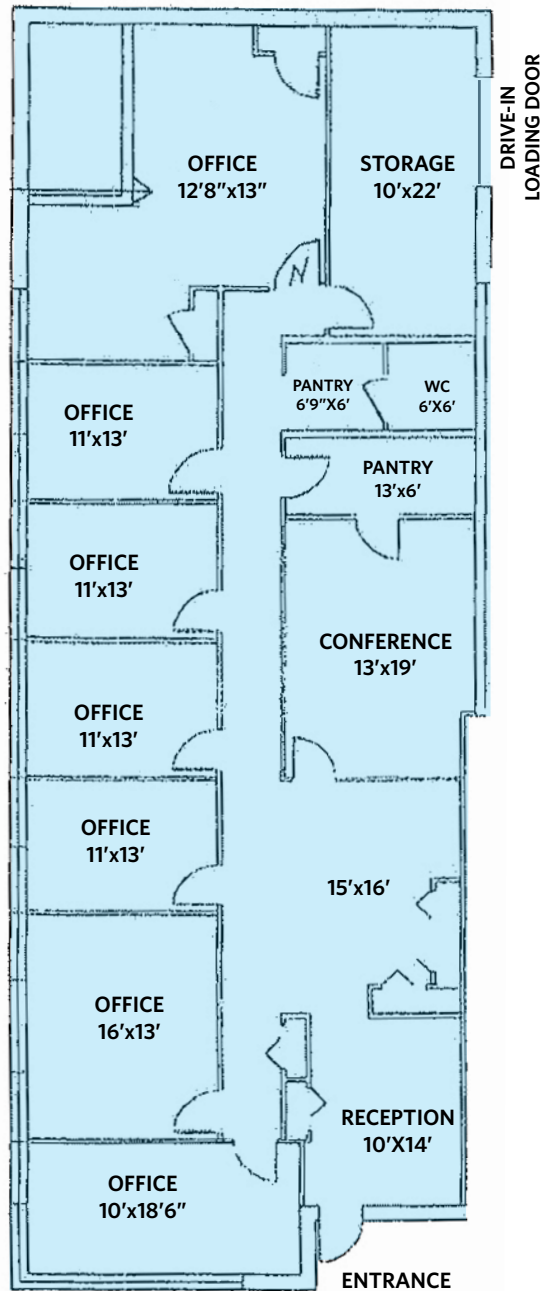 DRIVE-IN
LOADING DOOR
OFFICE
12'8"x13"
STORAGE
10'x22'
PANTRY
6'9"X6'
WC
6'X6'
OFFICE
11'x13'
PANTRY
13'x6'
OFFICE
11'x13'
CONFERENCE
13'x19'
OFFICE
11'x13'
OFFICE
11'x13'
15'x16'
OFFICE
16'x13'
RECEPTION
10'X14'
OFFICE
10'x18'6"
ENTRANCE